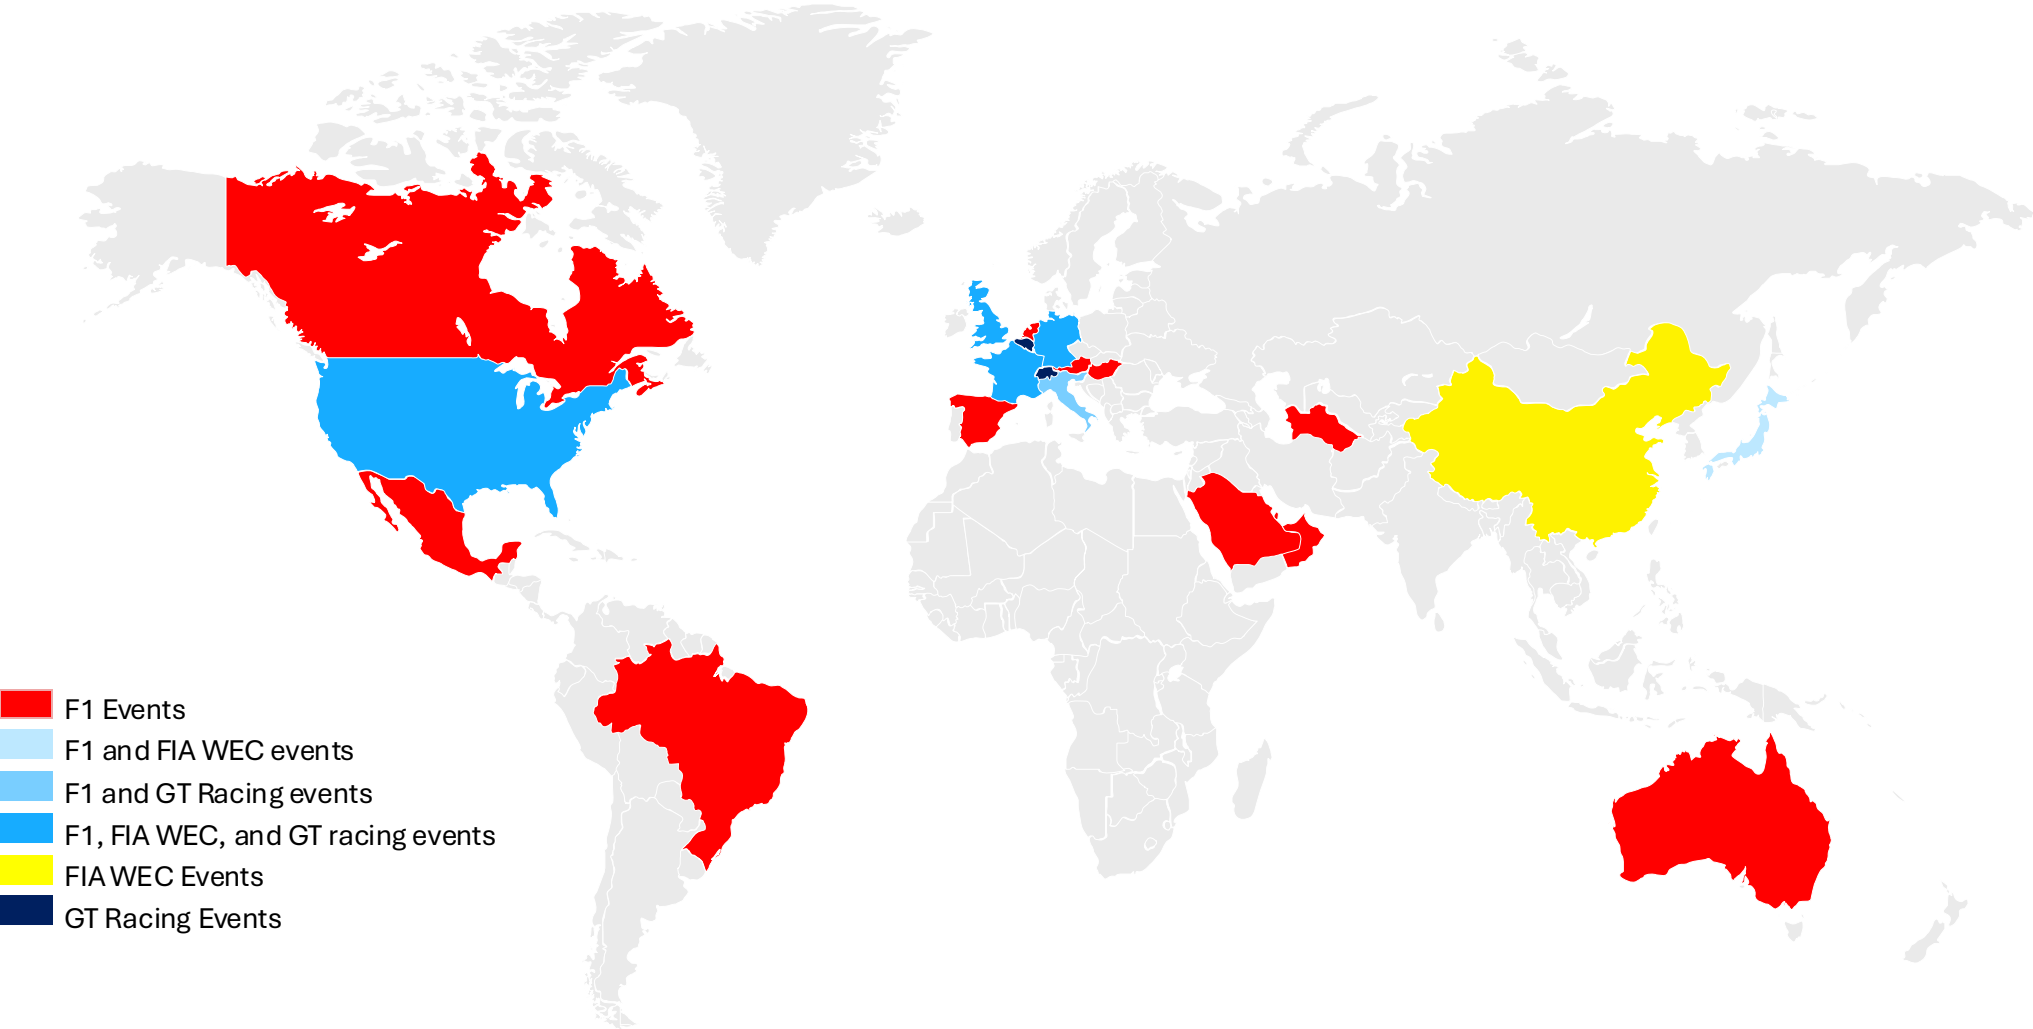 F1 Events
F1 and FIA WEC events
F1 and GT Racing events
F1, FIA WEC, and GT racing events
FIA WEC Events
GT Racing Events